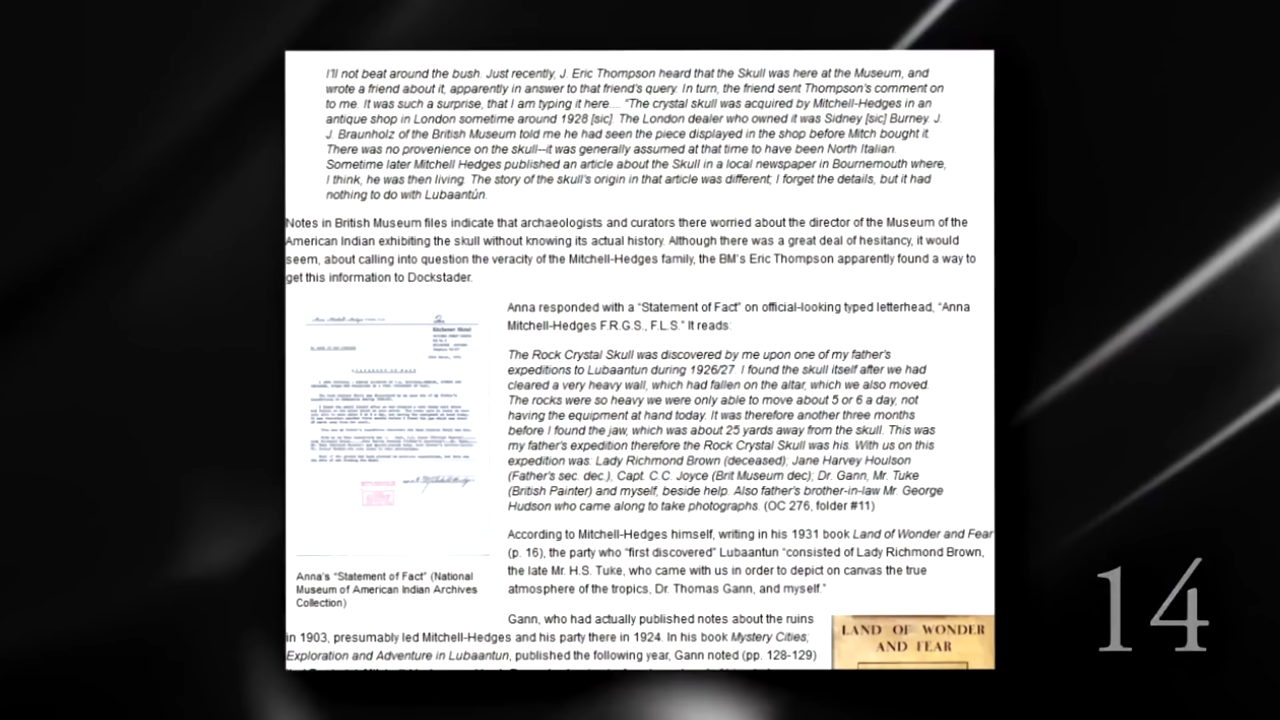 I'll not beat around the bush. Just recently, J. Eric Thompson heard that the Skull was here at the Museum, and
wrote a friend about it, apparently in answer to that friend's query. In turn, the friend sent Thompson's comment on
to me. It was such a surprise, that I am typing it here.... "The crystal skull was acquired by Mitchell-Hedges in an
antique shop in London sometime around 1928 [sic]. The London dealer who owned it was Sidney [sic] Burney. J.
J. Braunholz of the British Museum told me he had seen the piece displayed in the shop before Mitch bought it.
There was no provenience on the skull--it was generally assumed at that time to have been North Italian.
Sometime later Mitchell Hedges published an article about the Skull in a local newspaper in Bournemouth where,
I think, he was then living. The story of the skull's origin in that article was different; I forget the details, but it had
nothing to do with Lubaantún.
Notes in British Museum files indicate that archaeologists and curators there worried about the director of the Museum of the
American Indian exhibiting the skull without knowing its actual history. Although there was a great deal of hesitancy, it would
seem, about calling into question the veracity of the Mitchell-Hedges family, the BM's Eric Thompson apparently found a way to
get this information to Dockstader.
Anna responded with a "Statement of Fact" on official-looking typed letterhead, "Anna
Mitchell-Hedges F.R.G.S., F.L.S." It reads:
The Rock Crystal Skull was discovered by me upon one of my father's
expeditions to Lubaantun during 1926/27. I found the skull itself after we had
cleared a very heavy wall, which had fallen on the altar, which we also moved.
The rocks were so heavy we were only able to move about 5 or 6 a day, not
having the equipment at hand today. It was therefore another three months
before I found the jaw, which was about 25 yards away from the skull. This was
my father's expedition therefore the rock Crystal Skull was his. With us on this
expedition was: Lady Richmond Brown (deceased); Jane Harvey Houlson
(Father's sec. dec.), Capt. C.C. Joyce (Brit Museum dec); Dr. Gann, Mr. Tuke
(British Painter) and myself, beside help. Also father's brother-in-law Mr. George
Hudson who came along to take photographs. (OC 276, folder #11)
According to Mitchell-Hedges himself, writing in his 1931 book Land of Wonder and Fear
(p. 16), the party who "first discovered" Lubaantun "consisted of Lady Richmond Brown,
the late Mr. H.S. Tuke, who came with us in order to depict on canvas the true
atmosphere of the tropics, Dr. Thomas Gann, and myself."
Anna's "Statement of Fact" (National
Museum of American Indian Archives
Collection)
Gann, who had actually published notes about the ruins
in 1903, presumably led Mitchell-Hedges and his party there in 1924. In his book Mystery Cities;
Exploration and Adventure in Lubaantun, published the following year, Gann noted (pp. 128-129)
LAND OF WONDER
AND FEAR
14